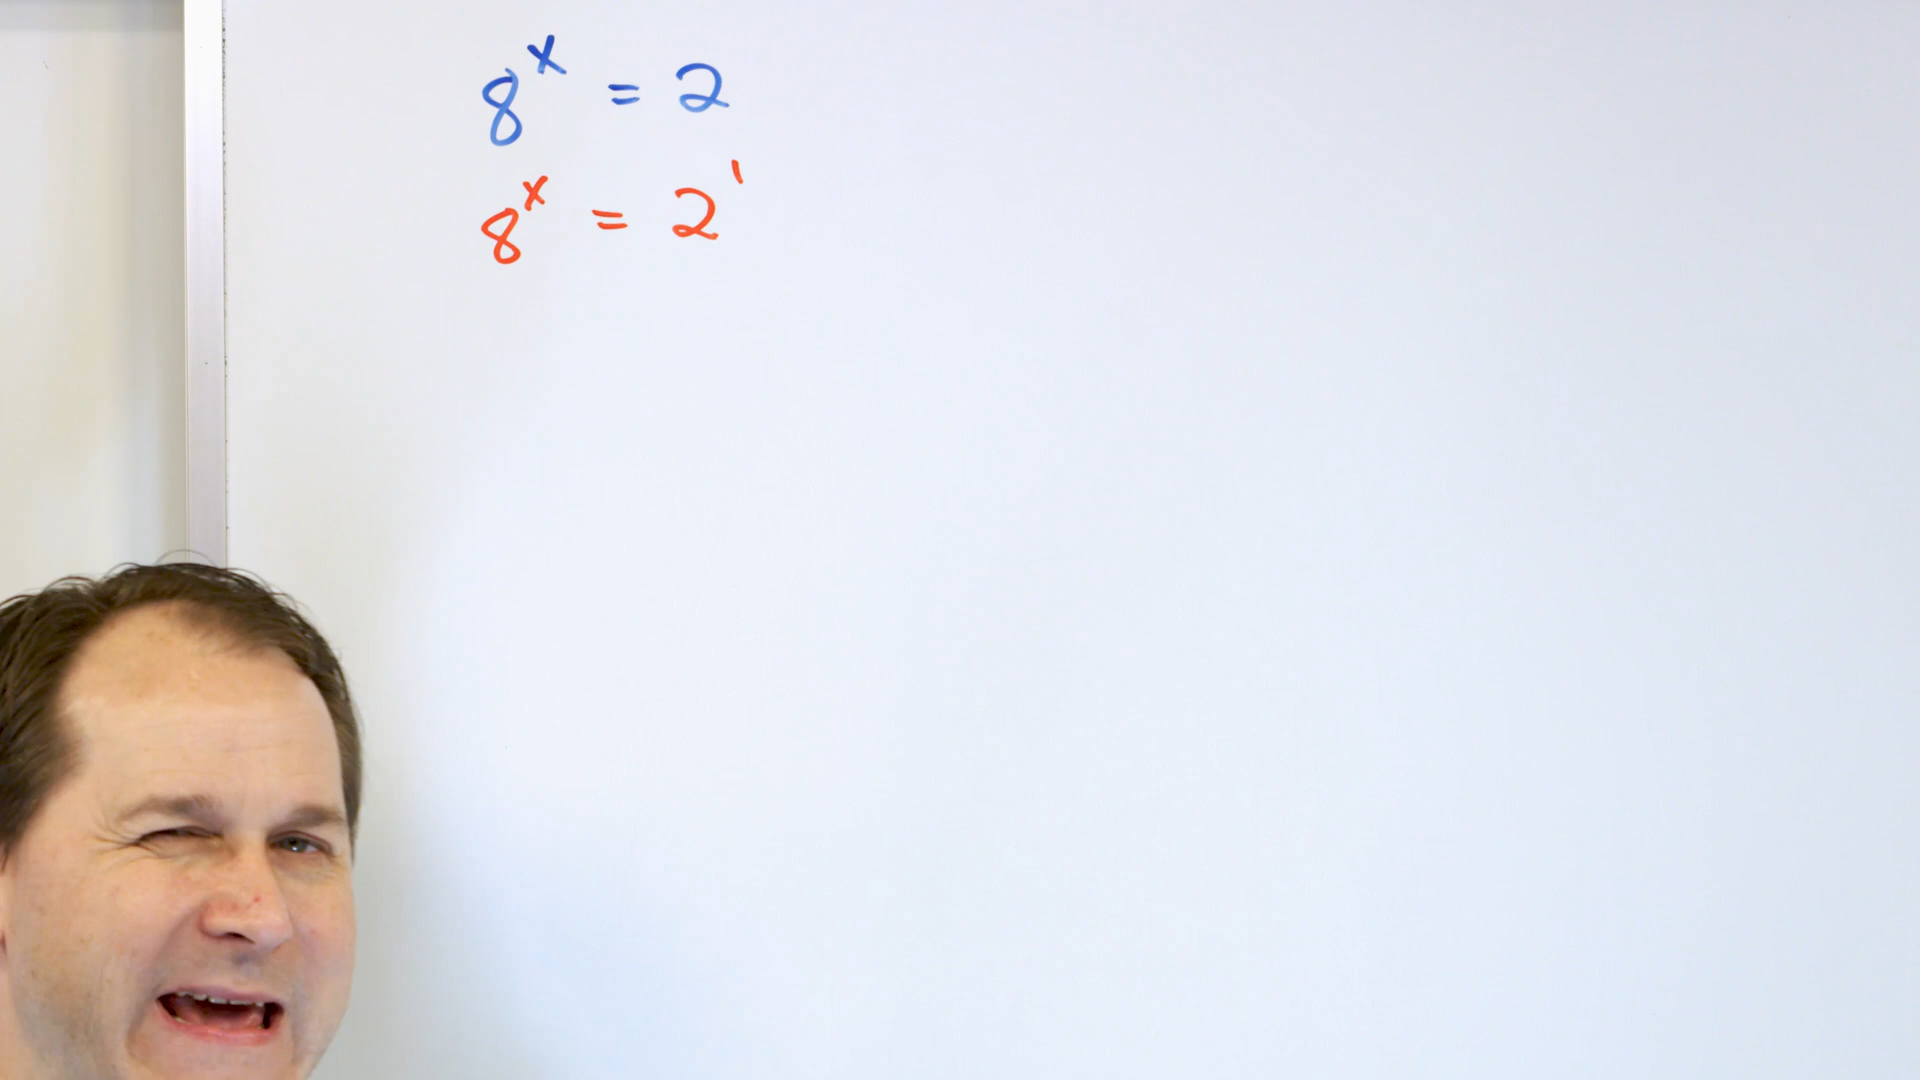 8^x = 2
8^x = 2^1